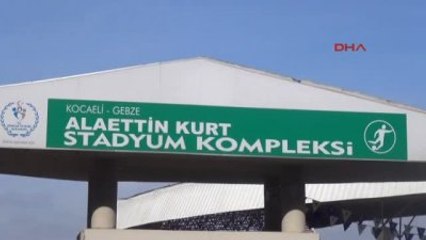 DHA
KOCAELİ - GEBZE
ALAETTİN KURT
STADYUM KOMPLEKSİ